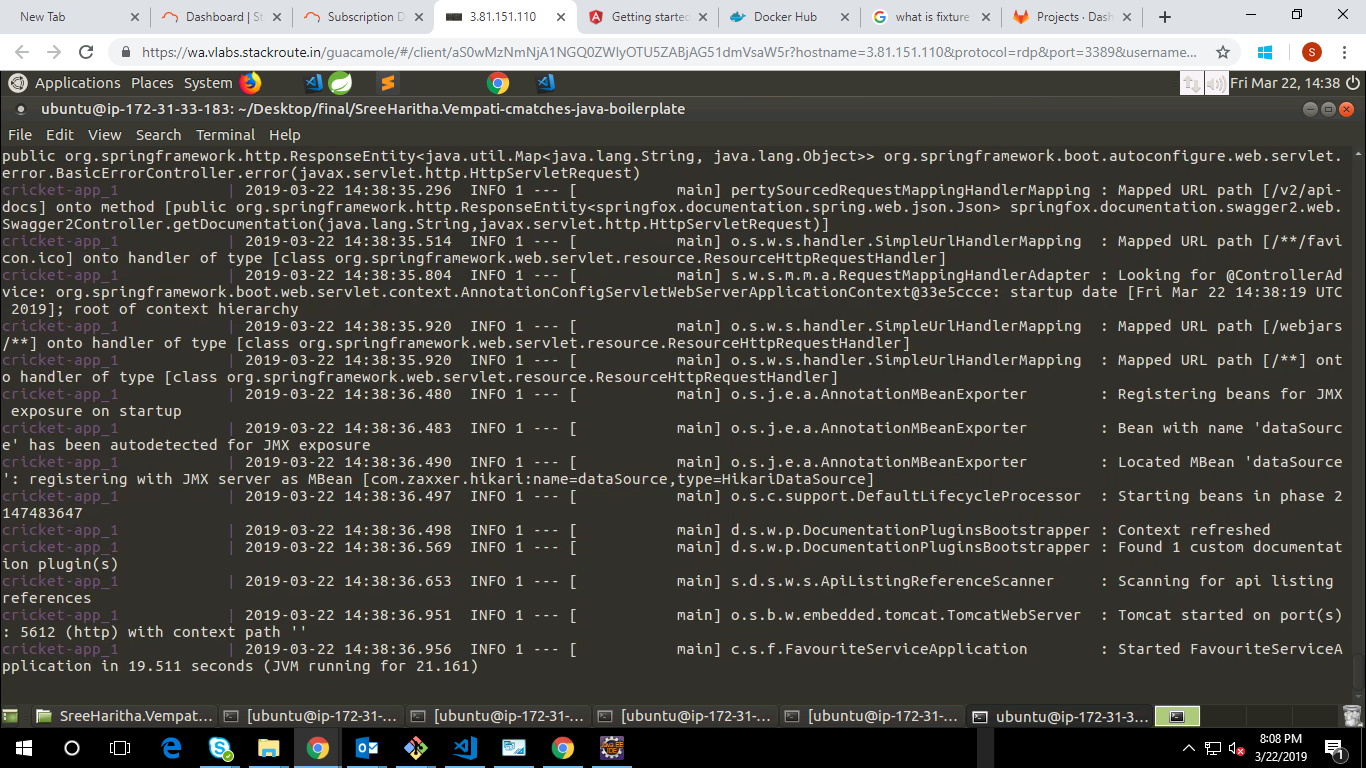 New Tab
Dashboard | St
Subscription D
3.81.151.110
Getting started
Docker Hub
what is fixture
Projects · Dash
https://wa.vlabs.stackroute.in/guacamole/#/client/aS0wMzNmNjA1NGQ0ZWIyOTU5ZABjAG51dmVsaW5r?hostname=3.81.151.110&protocol=rdp&port=3389&username...
S
Applications Places System
Fri Mar 22, 14:38
ubuntu@ip-172-31-33-183: ~/Desktop/final/SreeHaritha.Vempati-cmatches-java-boilerplate
File Edit View Search Terminal Help
public org.springframework.http.ResponseEntity<java.util.Map<java.lang.String, java.lang.Object>> org.springframework.boot.autoconfigure.web.servlet.
error.BasicErrorController.error(javax.servlet.http.HttpServletRequest)
cricket-app_1 | 2019-03-22 14:38:35.296 INFO 1 --- [ main] pertySourcedRequestMappingHandlerMapping : Mapped URL path [/v2/api-
docs] onto method [public org.springframework.http.ResponseEntity<springfox.documentation.spring.web.json.Json> springfox.documentation.swagger2.web.
Swagger2Controller.getDocumentation(java.lang.String,javax.servlet.http.HttpServletRequest)]
cricket-app_1 | 2019-03-22 14:38:35.514 INFO 1 --- [ main] o.s.w.s.handler.SimpleUrlHandlerMapping : Mapped URL path [/**/favi
con.ico] onto handler of type [class org.springframework.web.servlet.resource.ResourceHttpRequestHandler]
cricket-app_1 | 2019-03-22 14:38:35.804 INFO 1 --- [ main] s.w.s.m.m.a.RequestMappingHandlerAdapter : Looking for @ControllerAd
vice: org.springframework.boot.web.servlet.context.AnnotationConfigServletWebServerApplicationContext@33e5ccce: startup date [Fri Mar 22 14:38:19 UTC
2019]; root of context hierarchy
cricket-app_1 | 2019-03-22 14:38:35.920 INFO 1 --- [ main] o.s.w.s.handler.SimpleUrlHandlerMapping : Mapped URL path [/webjars
/**] onto handler of type [class org.springframework.web.servlet.resource.ResourceHttpRequestHandler]
cricket-app_1 | 2019-03-22 14:38:35.920 INFO 1 --- [ main] o.s.w.s.handler.SimpleUrlHandlerMapping : Mapped URL path [/**] ont
o handler of type [class org.springframework.web.servlet.resource.ResourceHttpRequestHandler]
cricket-app_1 | 2019-03-22 14:38:36.480 INFO 1 --- [ main] o.s.j.e.a.AnnotationMBeanExporter : Registering beans for JMX
exposure on startup
cricket-app_1 | 2019-03-22 14:38:36.483 INFO 1 --- [ main] o.s.j.e.a.AnnotationMBeanExporter : Bean with name 'dataSourc
e' has been autodetected for JMX exposure
cricket-app_1 | 2019-03-22 14:38:36.490 INFO 1 --- [ main] o.s.j.e.a.AnnotationMBeanExporter : Located MBean 'dataSource
': registering with JMX server as MBean [com.zaxxer.hikari:name=dataSource,type=HikariDataSource]
cricket-app_1 | 2019-03-22 14:38:36.497 INFO 1 --- [ main] o.s.c.support.DefaultLifecycleProcessor : Starting beans in phase 2
147483647
cricket-app_1 | 2019-03-22 14:38:36.498 INFO 1 --- [ main] d.s.w.p.DocumentationPluginsBootstrapper : Context refreshed
cricket-app_1 | 2019-03-22 14:38:36.569 INFO 1 --- [ main] d.s.w.p.DocumentationPluginsBootstrapper : Found 1 custom documentat
ion plugin(s)
cricket-app_1 | 2019-03-22 14:38:36.653 INFO 1 --- [ main] s.d.s.w.s.ApiListingReferenceScanner : Scanning for api listing
references
cricket-app_1 | 2019-03-22 14:38:36.951 INFO 1 --- [ main] o.s.b.w.embedded.tomcat.TomcatWebServer : Tomcat started on port(s)
: 5612 (http) with context path ''
cricket-app_1 | 2019-03-22 14:38:36.956 INFO 1 --- [ main] c.s.f.FavouriteServiceApplication : Started FavouriteServiceA
pplication in 19.511 seconds (JVM running for 21.161)
SreeHaritha.Vempat...
[ubuntu@ip-172-31-...
[ubuntu@ip-172-31-...
[ubuntu@ip-172-31-...
[ubuntu@ip-172-31-...
ubuntu@ip-172-31-3...
8:08 PM
3/22/2019
1